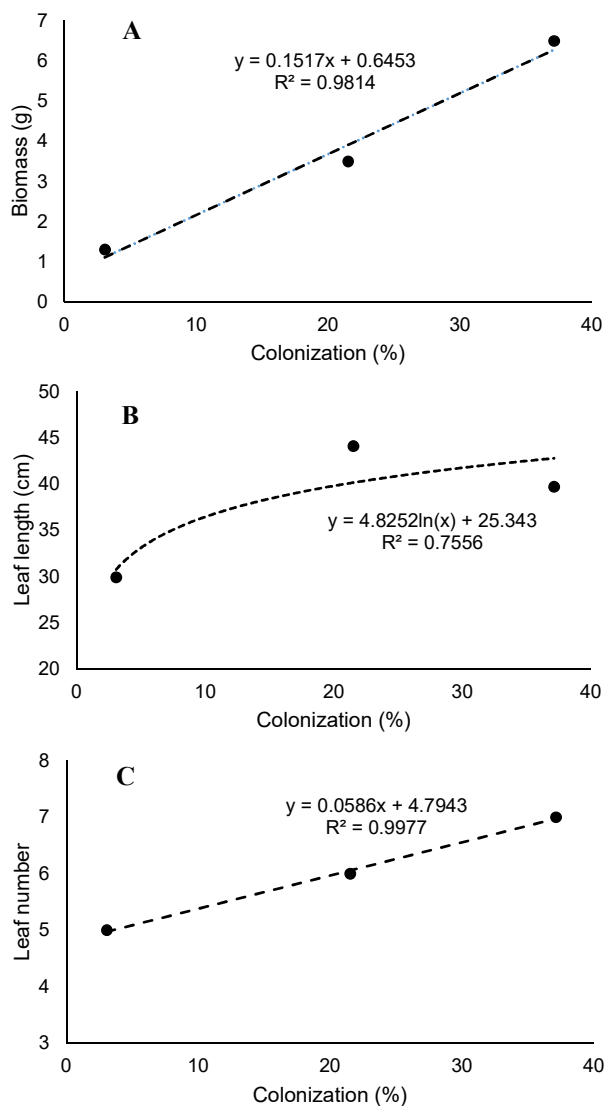 A
y = 0.1517x + 0.6453
R² = 0.9814
Biomass (g)
7
6
5
4
3
2
1
0
0 10 20 30 40
Colonization (%)
B
50
45
40
35
30
25
20
Leaf length (cm)
y = 4.8252ln(x) + 25.343
R² = 0.7556
0 10 20 30 40
Colonization (%)
C
8
7
6
5
4
3
Leaf number
y = 0.0586x + 4.7943
R² = 0.9977
0 10 20 30 40
Colonization (%)